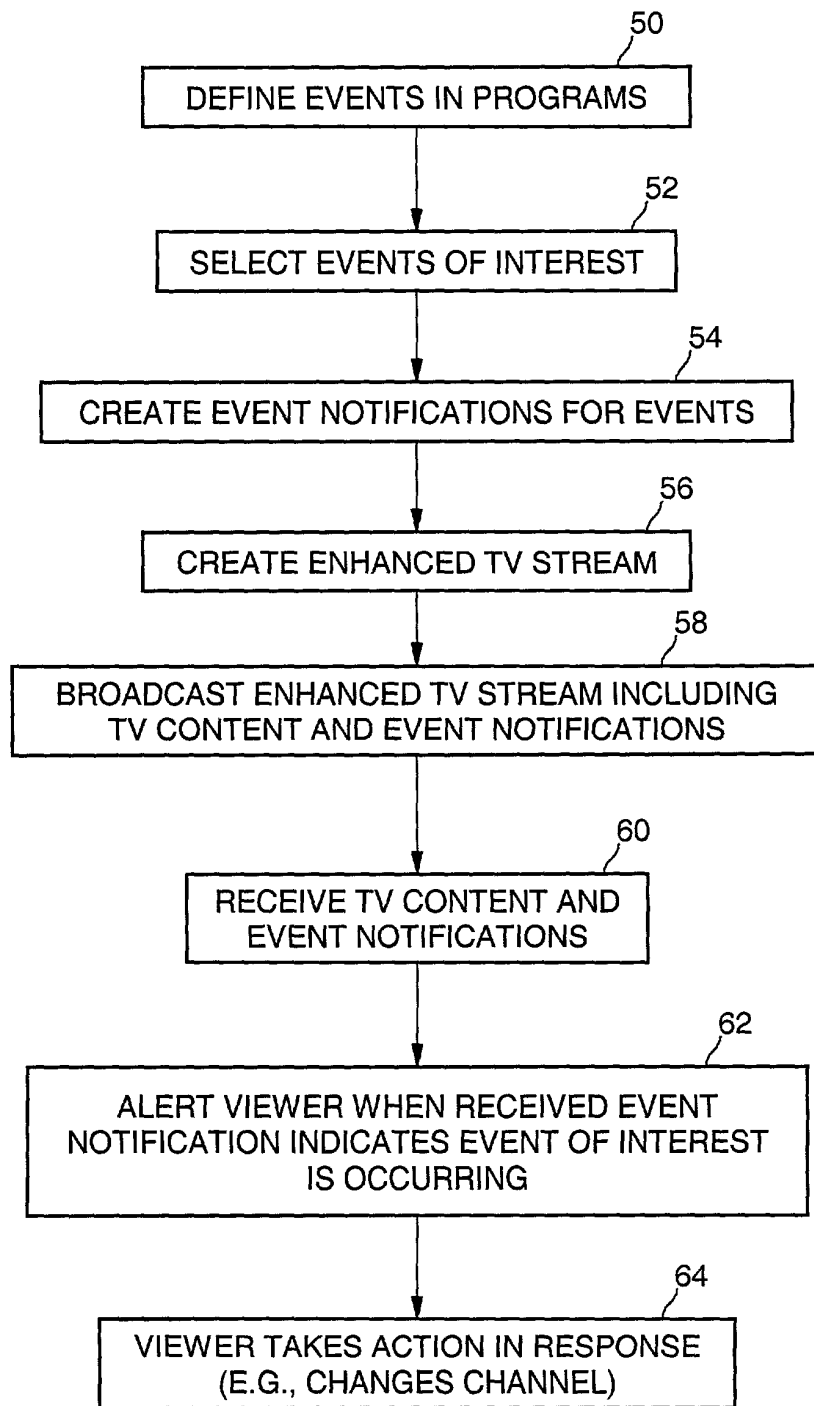 50
DEFINE EVENTS IN PROGRAMS
52
SELECT EVENTS OF INTEREST
54
CREATE EVENT NOTIFICATIONS FOR EVENTS
56
CREATE ENHANCED TV STREAM
58
BROADCAST ENHANCED TV STREAM INCLUDING
TV CONTENT AND EVENT NOTIFICATIONS
60
RECEIVE TV CONTENT AND
EVENT NOTIFICATIONS
62
ALERT VIEWER WHEN RECEIVED EVENT
NOTIFICATION INDICATES EVENT OF INTEREST
IS OCCURRING
64
VIEWER TAKES ACTION IN RESPONSE
(E.G., CHANGES CHANNEL)